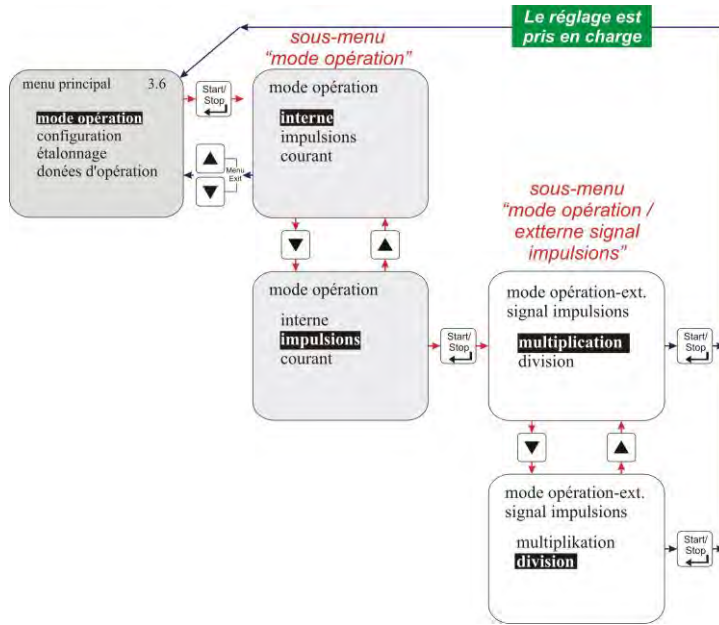 Le réglage est
pris en charge
sous-menu
“mode opération”
menu principal 3.6
mode opération
configuration
étalonnage
donées d'opération
Start/
Stop
Menu
Exit
mode opération
interne
impulsions
courant
sous-menu
“mode opération /
extterne signal
impulsions”
mode opération
interne
impulsions
courant
Start/
Stop
mode opération-ext.
signal impulsions
multiplication
division
Start/
Stop
mode opération-ext.
signal impulsions
multiplikation
division
Start/
Stop